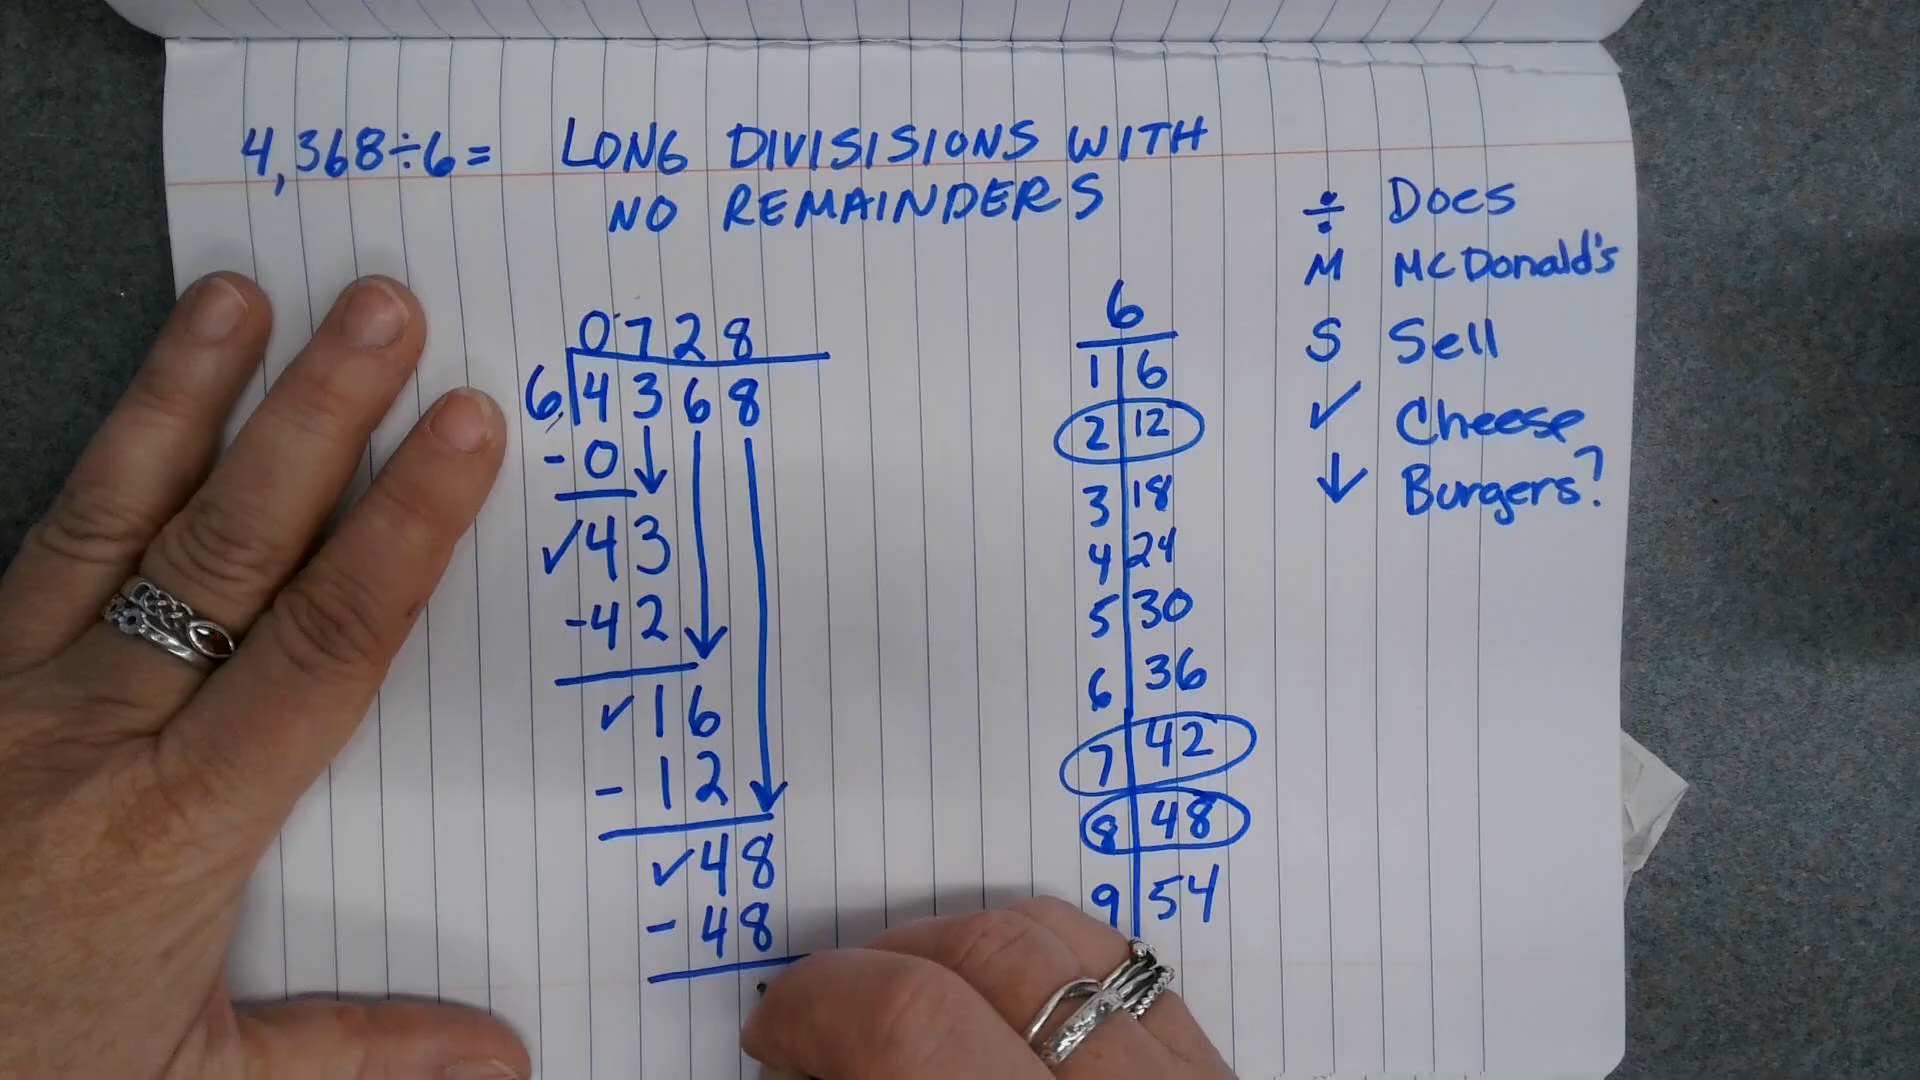 4,368÷6=
LONG DIVISISIONS WITH
NO REMAINDERS
0728
6 4368
-0
✓43
-42
✓16
-12
✓48
-48
6
1 6
2 12
3 18
4 24
5 30
6 36
7 42
8 48
9 54
÷ Does
M McDonald's
S Sell
✓ Cheese
↓ Burgers?